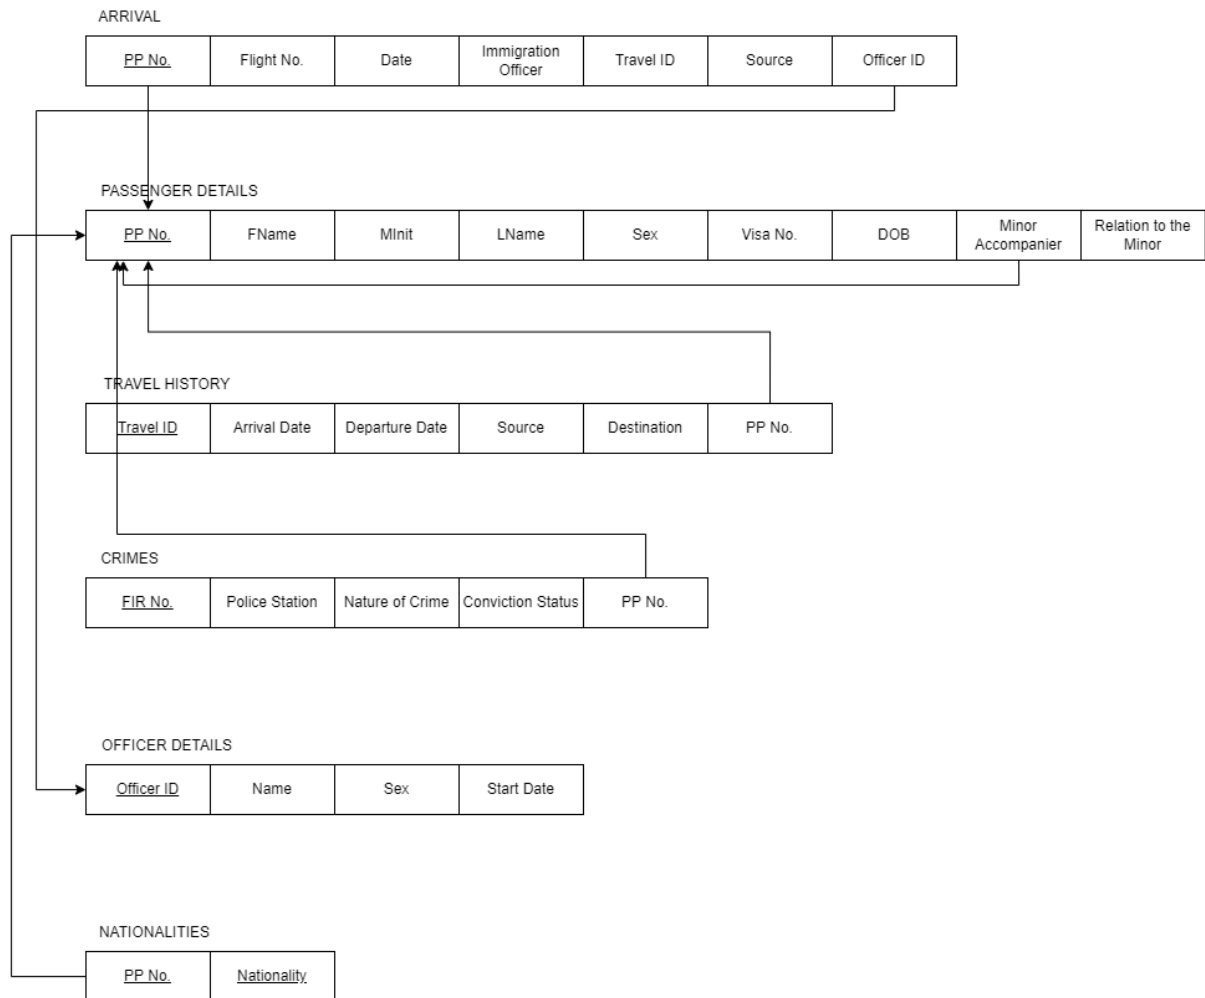 ARRIVAL
PP No.
Flight No.
Date
Immigration
Officer
Travel ID
Source
Officer ID
PASSENGER DETAILS
PP No.
FName
MInit
LName
Sex
Visa No.
DOB
Minor
Accompanier
Relation to the
Minor
TRAVEL HISTORY
Travel ID
Arrival Date
Departure Date
Source
Destination
PP No.
CRIMES
FIR No.
Police Station
Nature of Crime
Conviction Status
PP No.
OFFICER DETAILS
Officer ID
Name
Sex
Start Date
NATIONALITIES
PP No.
Nationality